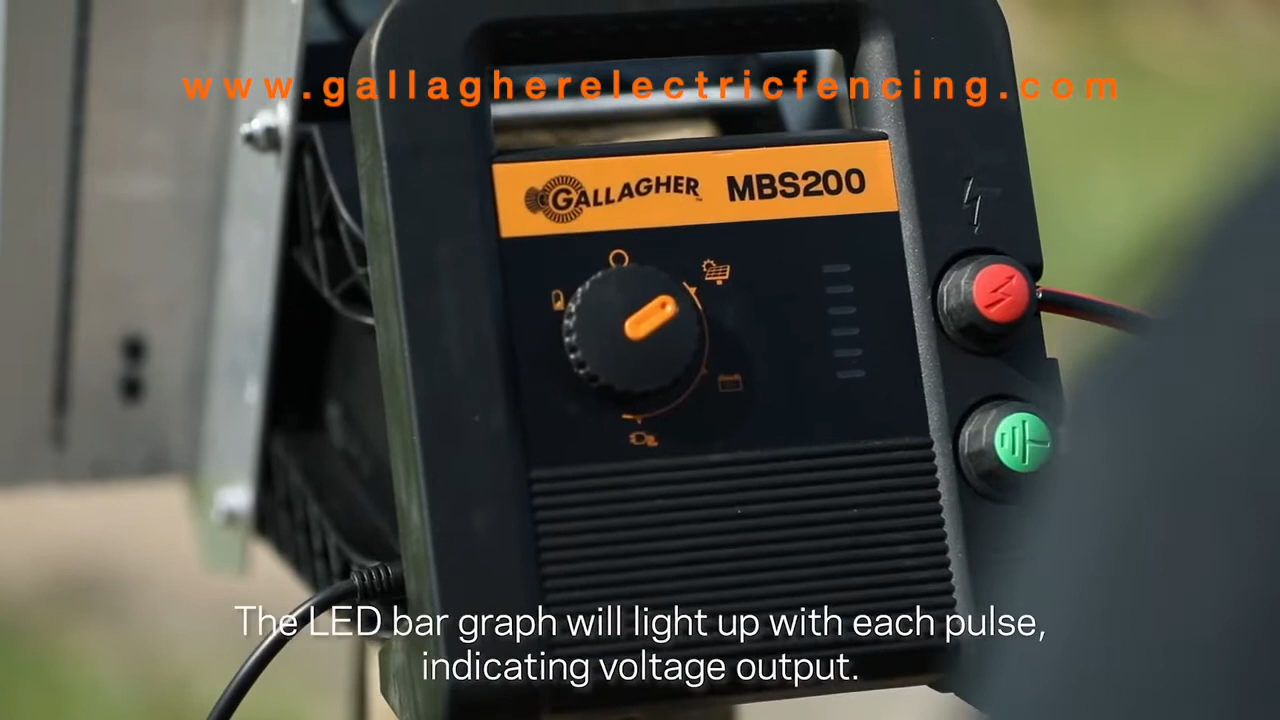 www.gallagherelectricfencing.com
GALLAGHER MBS200
The LED bar graph will light up with each pulse,
indicating voltage output.